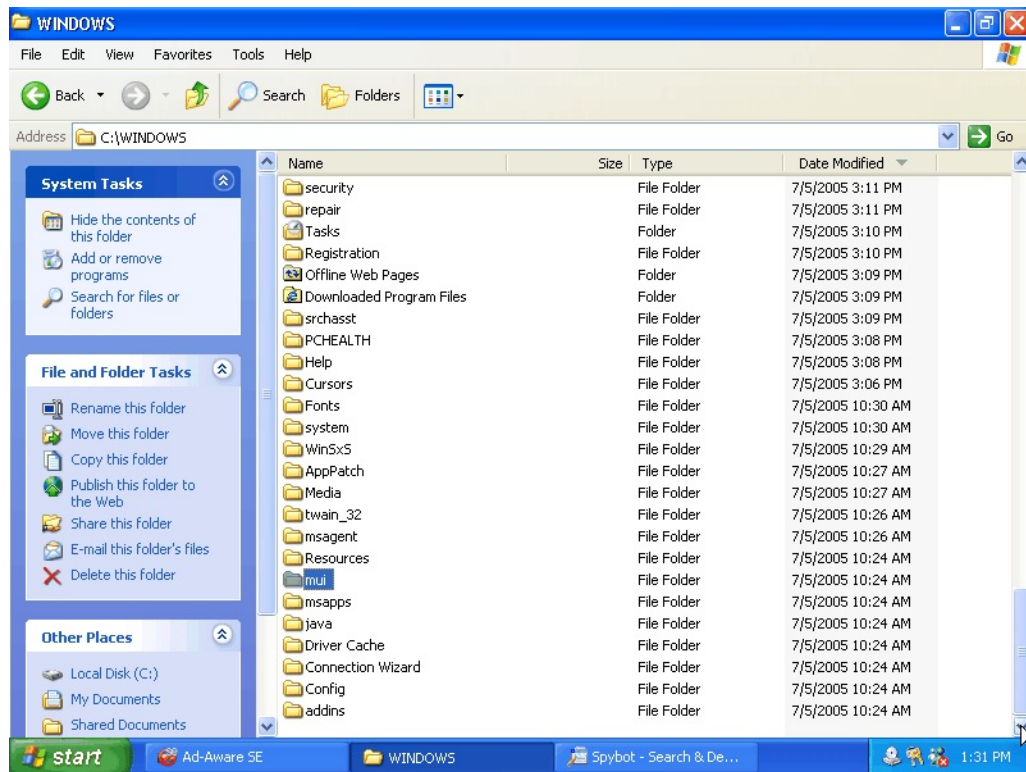 WINDOWS
File Edit View Favorites Tools Help
Back Search Folders
Address C:\WINDOWS Go
System Tasks
Hide the contents of
this folder
Add or remove
programs
Search for files or
folders
File and Folder Tasks
Rename this folder
Move this folder
Copy this folder
Publish this folder to
the Web
Share this folder
E-mail this folder's files
Delete this folder
Other Places
Local Disk (C:)
My Documents
Shared Documents
Name Size Type Date Modified
security File Folder 7/5/2005 3:11 PM
repair File Folder 7/5/2005 3:11 PM
Tasks Folder 7/5/2005 3:10 PM
Registration File Folder 7/5/2005 3:10 PM
Offline Web Pages Folder 7/5/2005 3:09 PM
Downloaded Program Files Folder 7/5/2005 3:09 PM
srchasst File Folder 7/5/2005 3:09 PM
PCHEALTH File Folder 7/5/2005 3:08 PM
Help File Folder 7/5/2005 3:08 PM
Cursors File Folder 7/5/2005 3:06 PM
Fonts File Folder 7/5/2005 10:30 AM
system File Folder 7/5/2005 10:30 AM
WinSxS File Folder 7/5/2005 10:29 AM
AppPatch File Folder 7/5/2005 10:27 AM
Media File Folder 7/5/2005 10:27 AM
twain_32 File Folder 7/5/2005 10:26 AM
msagent File Folder 7/5/2005 10:26 AM
Resources File Folder 7/5/2005 10:24 AM
mui File Folder 7/5/2005 10:24 AM
msapps File Folder 7/5/2005 10:24 AM
java File Folder 7/5/2005 10:24 AM
Driver Cache File Folder 7/5/2005 10:24 AM
Connection Wizard File Folder 7/5/2005 10:24 AM
Config File Folder 7/5/2005 10:24 AM
addins File Folder 7/5/2005 10:24 AM
start Ad-Aware SE WINDOWS Spybot - Search & De... 1:31 PM